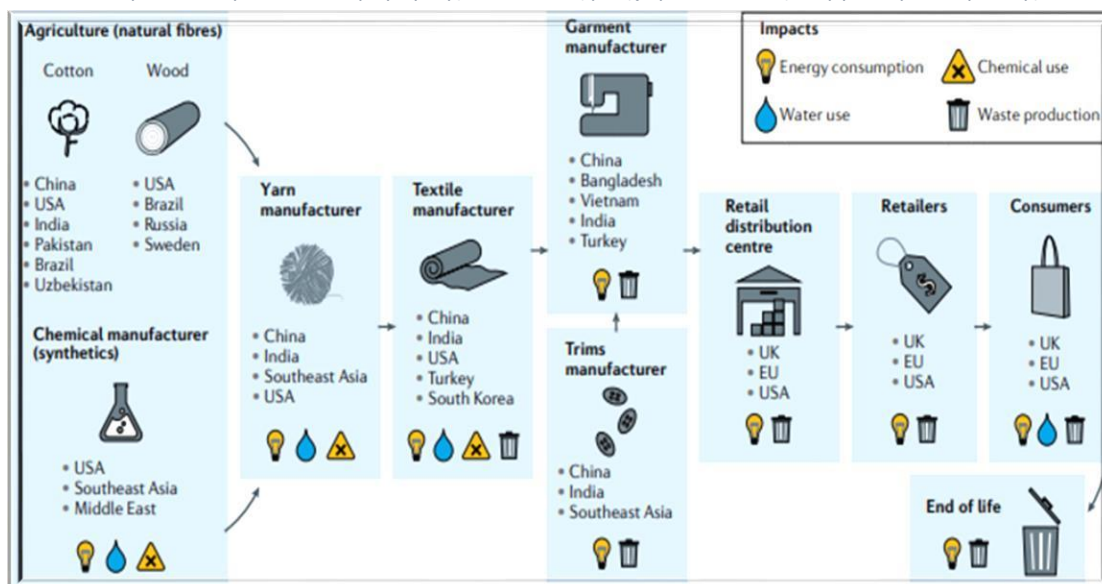 Agriculture (natural fibres)
Cotton
Wood
• China
• USA
• India
• Pakistan
• Brazil
• Uzbekistan
• USA
• Brazil
• Russia
• Sweden
Chemical manufacturer
(synthetics)
• USA
• Southeast Asia
• Middle East
Yarn
manufacturer
• China
• India
• Southeast Asia
• USA
Textile
manufacturer
• China
• India
• USA
• Turkey
• South Korea
Garment
manufacturer
• China
• Bangladesh
• Vietnam
• India
• Turkey
Trims
manufacturer
• China
• India
• Southeast Asia
Impacts
Energy consumption
Chemical use
Water use
Waste production
Retail
distribution
centre
• UK
• EU
• USA
Retailers
$
• UK
• EU
• USA
Consumers
• UK
• EU
• USA
End of life